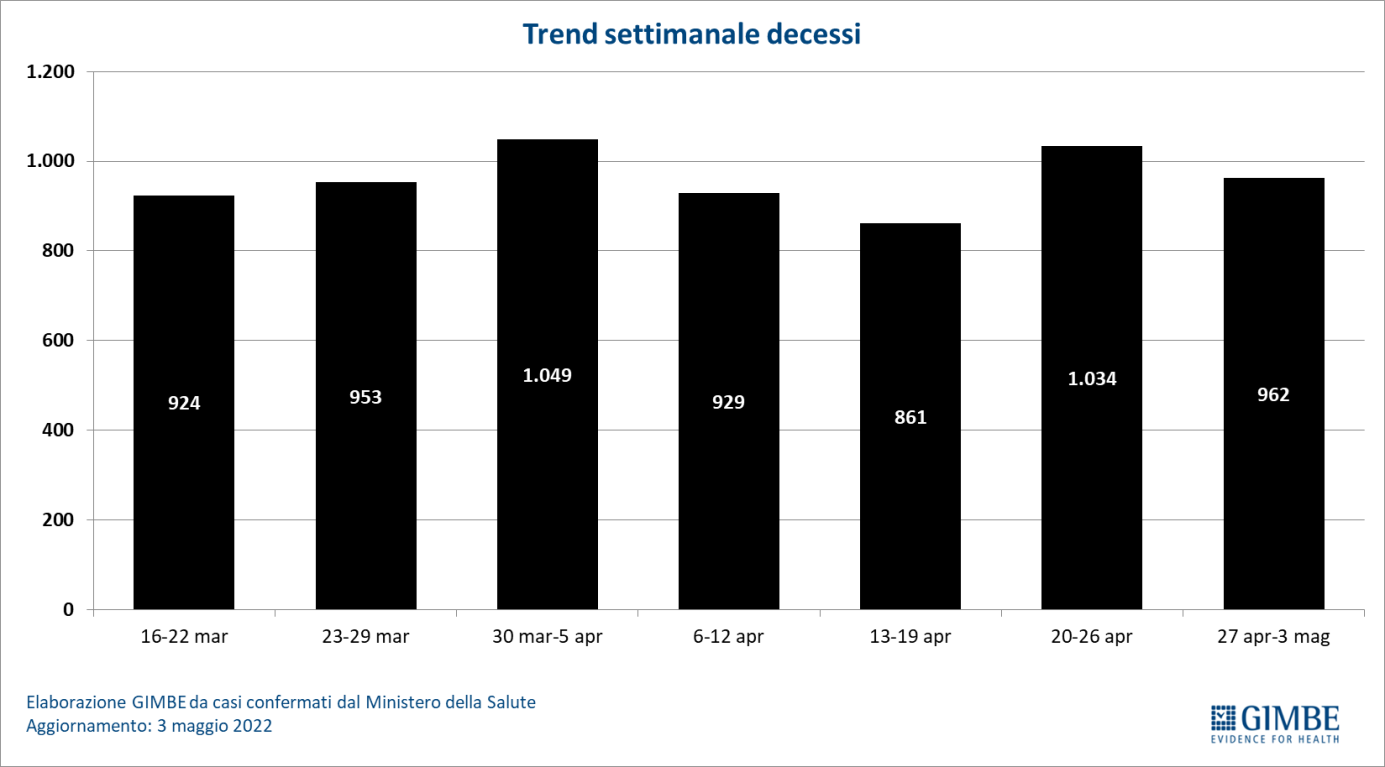 Trend settimanale decessi
1.200
1.000
800
600
400
200
0
924
953
1.049
929
861
1.034
962
16-22 mar
23-29 mar
30 mar-5 apr
6-12 apr
13-19 apr
20-26 apr
27 apr-3 mag
Elaborazione GIMBE da casi confermati dal Ministero della Salute
Aggiornamento: 3 maggio 2022
GIMBE
EVIDENCE FOR HEALTH